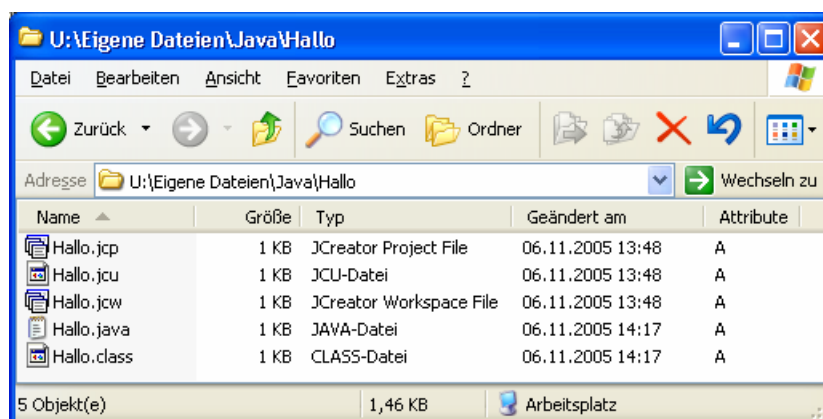 U:\Eigene Dateien\Java\Hallo
Datei Bearbeiten Ansicht Favoriten Extras ?
Zurück Suchen Ordner
Adresse U:\Eigene Dateien\Java\Hallo Wechseln zu
Name Größe Typ Geändert am Attribute
Hallo.jcp 1 KB JCreator Project File 06.11.2005 13:48 A
Hallo.jcu 1 KB JCU-Datei 06.11.2005 13:48 A
Hallo.jcw 1 KB JCreator Workspace File 06.11.2005 13:48 A
Hallo.java 1 KB JAVA-Datei 06.11.2005 14:17 A
Hallo.class 1 KB CLASS-Datei 06.11.2005 14:17 A
5 Objekt(e) 1,46 KB Arbeitsplatz